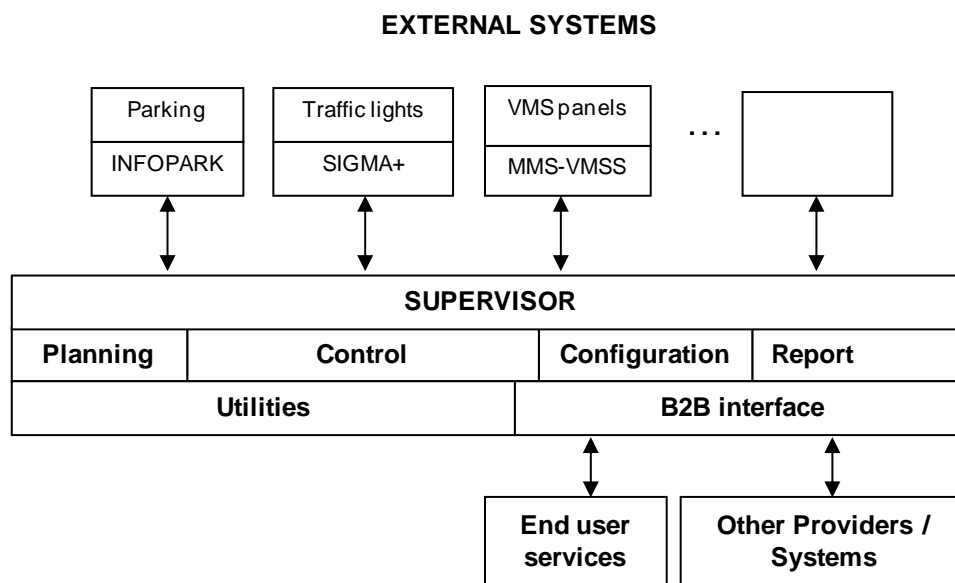 EXTERNAL SYSTEMS
Parking
INFOPARK
Traffic lights
SIGMA+
VMS panels
MMS-VMSS
...
SUPERVISOR
Planning
Control
Configuration
Report
Utilities
B2B interface
End user
services
Other Providers /
Systems